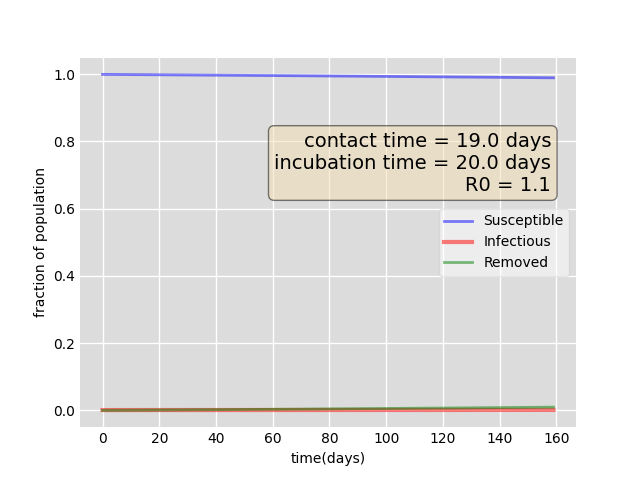 1.0
0.8
0.6
0.4
0.2
0.0
fraction of population
contact time = 19.0 days
incubation time = 20.0 days
R0 = 1.1
Susceptible
Infectious
Removed
0 20 40 60 80 100 120 140 160
time(days)